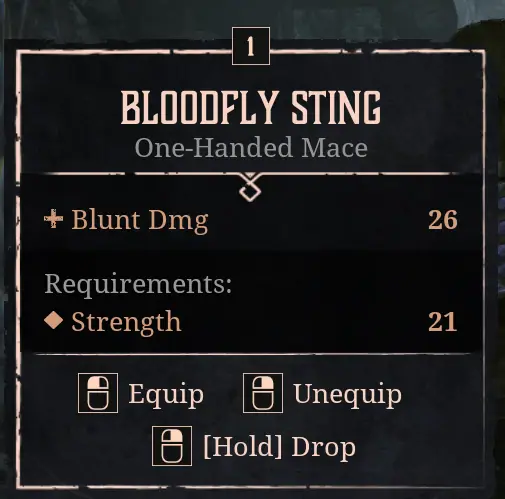 1
BLOODFLY STING
One-Handed Mace
Blunt Dmg 26
Requirements:
Strength 21
Equip Unequip
[Hold] Drop